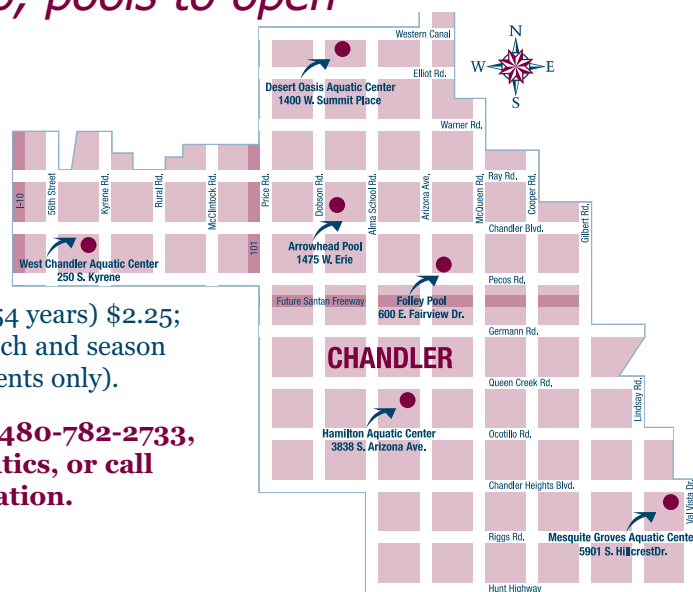 , pools to open
N
W E
S
Western Canal
Elliot Rd.
Desert Oasis Aquatic Center
1400 W. Summit Place
Warner Rd.
I-10
56th Street
Kyrene Rd.
Rural Rd.
McClintock Rd.
Price Rd.
Dobson Rd.
Alma School Rd.
Arizona Ave.
McQueen Rd.
Ray Rd.
Cooper Rd.
Gilbert Rd.
Chandler Blvd.
101
Arrowhead Pool
1475 W. Erie
West Chandler Aquatic Center
250 S. Kyrene
Pecos Rd.
Future Santan Freeway
Folley Pool
600 E. Fairview Dr.
54 years) $2.25;
ch and season
ents only).
Germann Rd.
CHANDLER
Queen Creek Rd.
Lindsay Rd.
480-782-2733,
tics, or call
ation.
Hamilton Aquatic Center
3838 S. Arizona Ave.
Ocotillo Rd.
Chandler Heights Blvd.
Val Vista Dr.
Riggs Rd.
Mesquite Groves Aquatic Cente
5901 S. HillcrestDr.
Hunt Highway